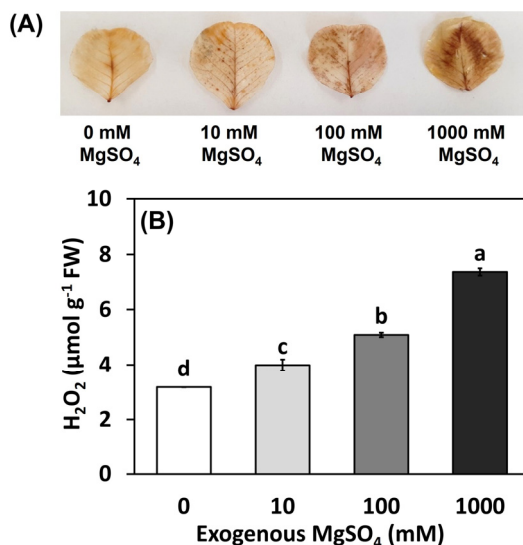 (A)
0 mM 10 mM 100 mM 1000 mM
MgSO₄ MgSO₄ MgSO₄ MgSO₄
(B)
H₂O₂ (µmol g⁻¹ FW)
10
8
6
4
2
0
d c b a
0 10 100 1000
Exogenous MgSO₄ (mM)